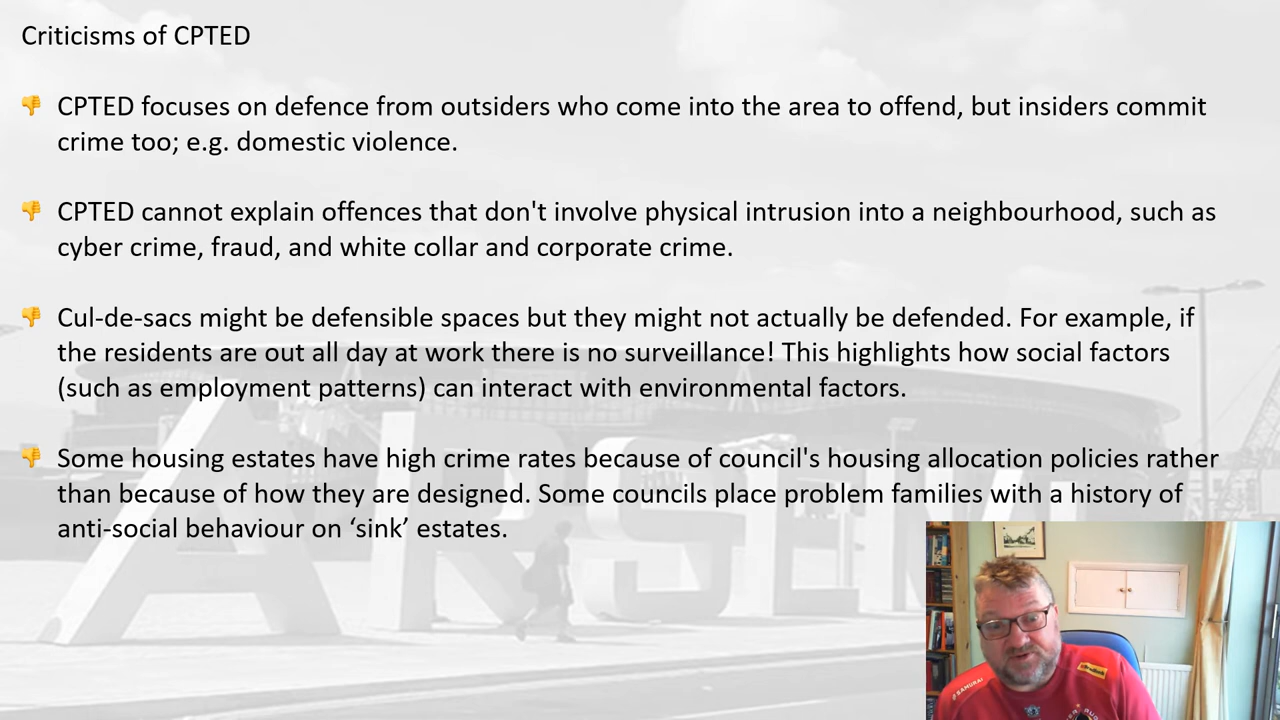 Criticisms of CPTED
CPTED focuses on defence from outsiders who come into the area to offend, but insiders commit
crime too; e.g. domestic violence.
CPTED cannot explain offences that don't involve physical intrusion into a neighbourhood, such as
cyber crime, fraud, and white collar and corporate crime.
Cul-de-sacs might be defensible spaces but they might not actually be defended. For example, if
the residents are out all day at work there is no surveillance! This highlights how social factors
(such as employment patterns) can interact with environmental factors.
Some housing estates have high crime rates because of council's housing allocation policies rather
than because of how they are designed. Some councils place problem families with a history of
anti-social behaviour on ‘sink’ estates.
ARSEN
SAMURAI